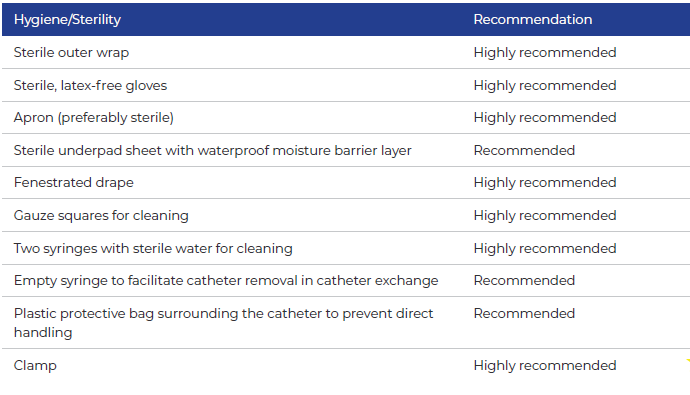 Hygiene/Sterility Recommendation
Sterile outer wrap Highly recommended
Sterile, latex-free gloves Highly recommended
Apron (preferably sterile) Highly recommended
Sterile underpad sheet with waterproof moisture barrier layer Recommended
Fenestrated drape Highly recommended
Gauze squares for cleaning Highly recommended
Two syringes with sterile water for cleaning Highly recommended
Empty syringe to facilitate catheter removal in catheter exchange Recommended
Plastic protective bag surrounding the catheter to prevent direct Recommended
handling
Clamp Highly recommended